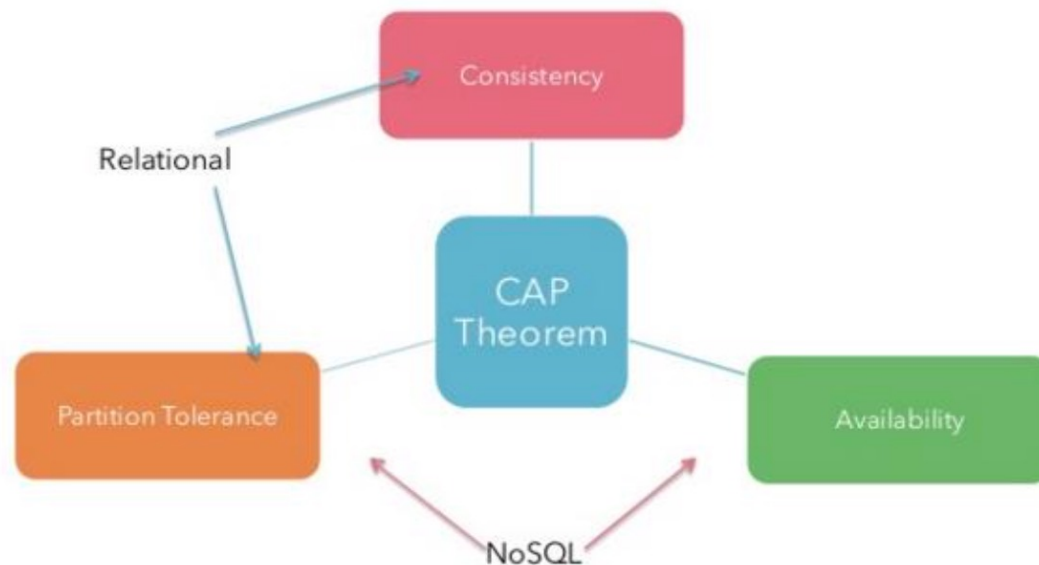 Consistency
Relational
CAP
Theorem
Partition Tolerance
Availability
NoSQL